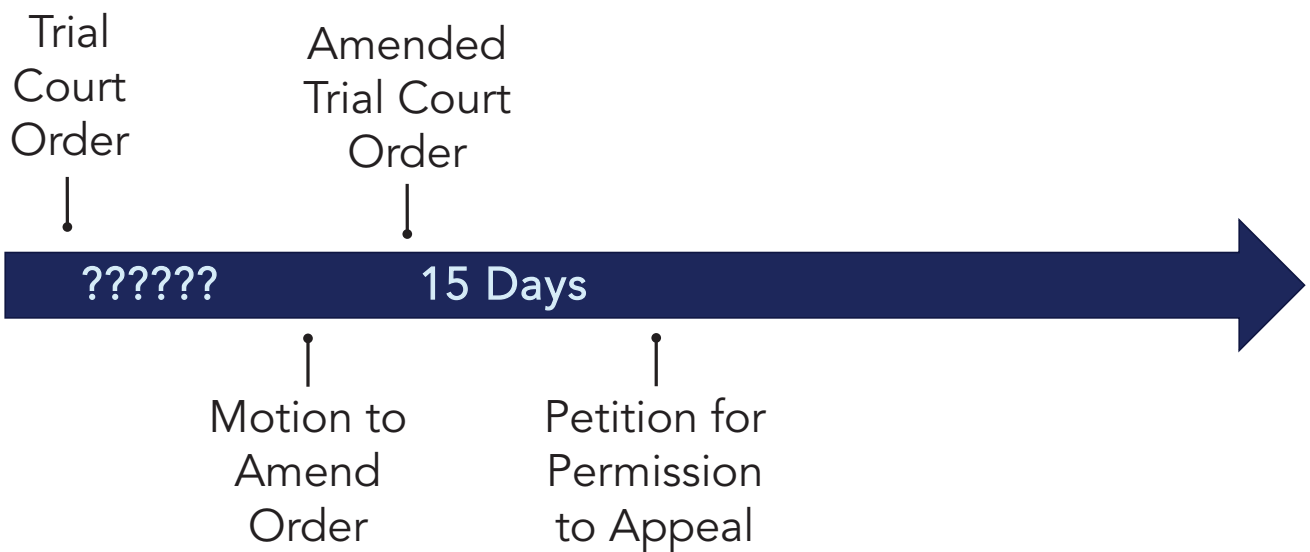 Trial
Court
Order
Amended
Trial Court
Order
??????
15 Days
Motion to
Amend
Order
Petition for
Permission
to Appeal